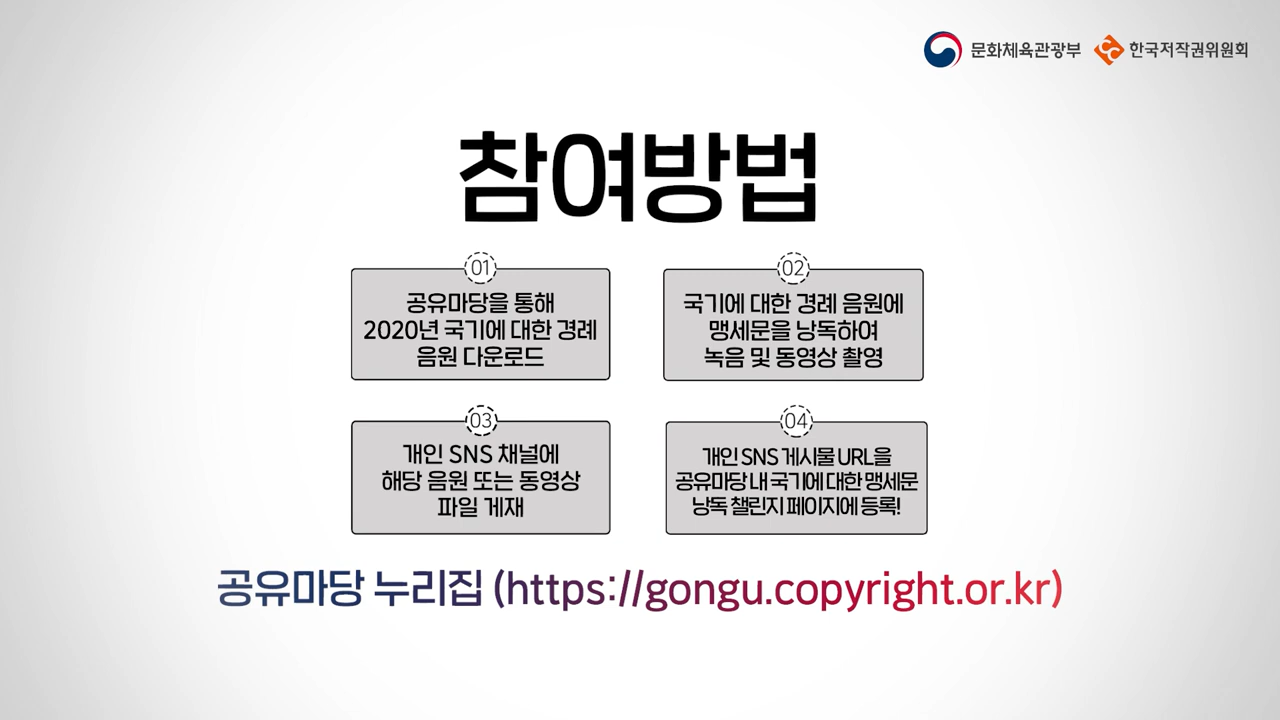 문화체육관광부
한국저작권위원회
참여방법
01
공유마당을 통해
2020년 국기에 대한 경례
음원 다운로드
02
국기에 대한 경례 음원에
맹세문을 낭독하여
녹음 및 동영상 촬영
03
개인 SNS 채널에
해당 음원 또는 동영상
파일 게재
04
개인 SNS 게시물 URL을
공유마당 내 국기에 대한 맹세문
낭독 챌린지 페이지에 등록!
공유마당 누리집 (https://gongu.copyright.or.kr)